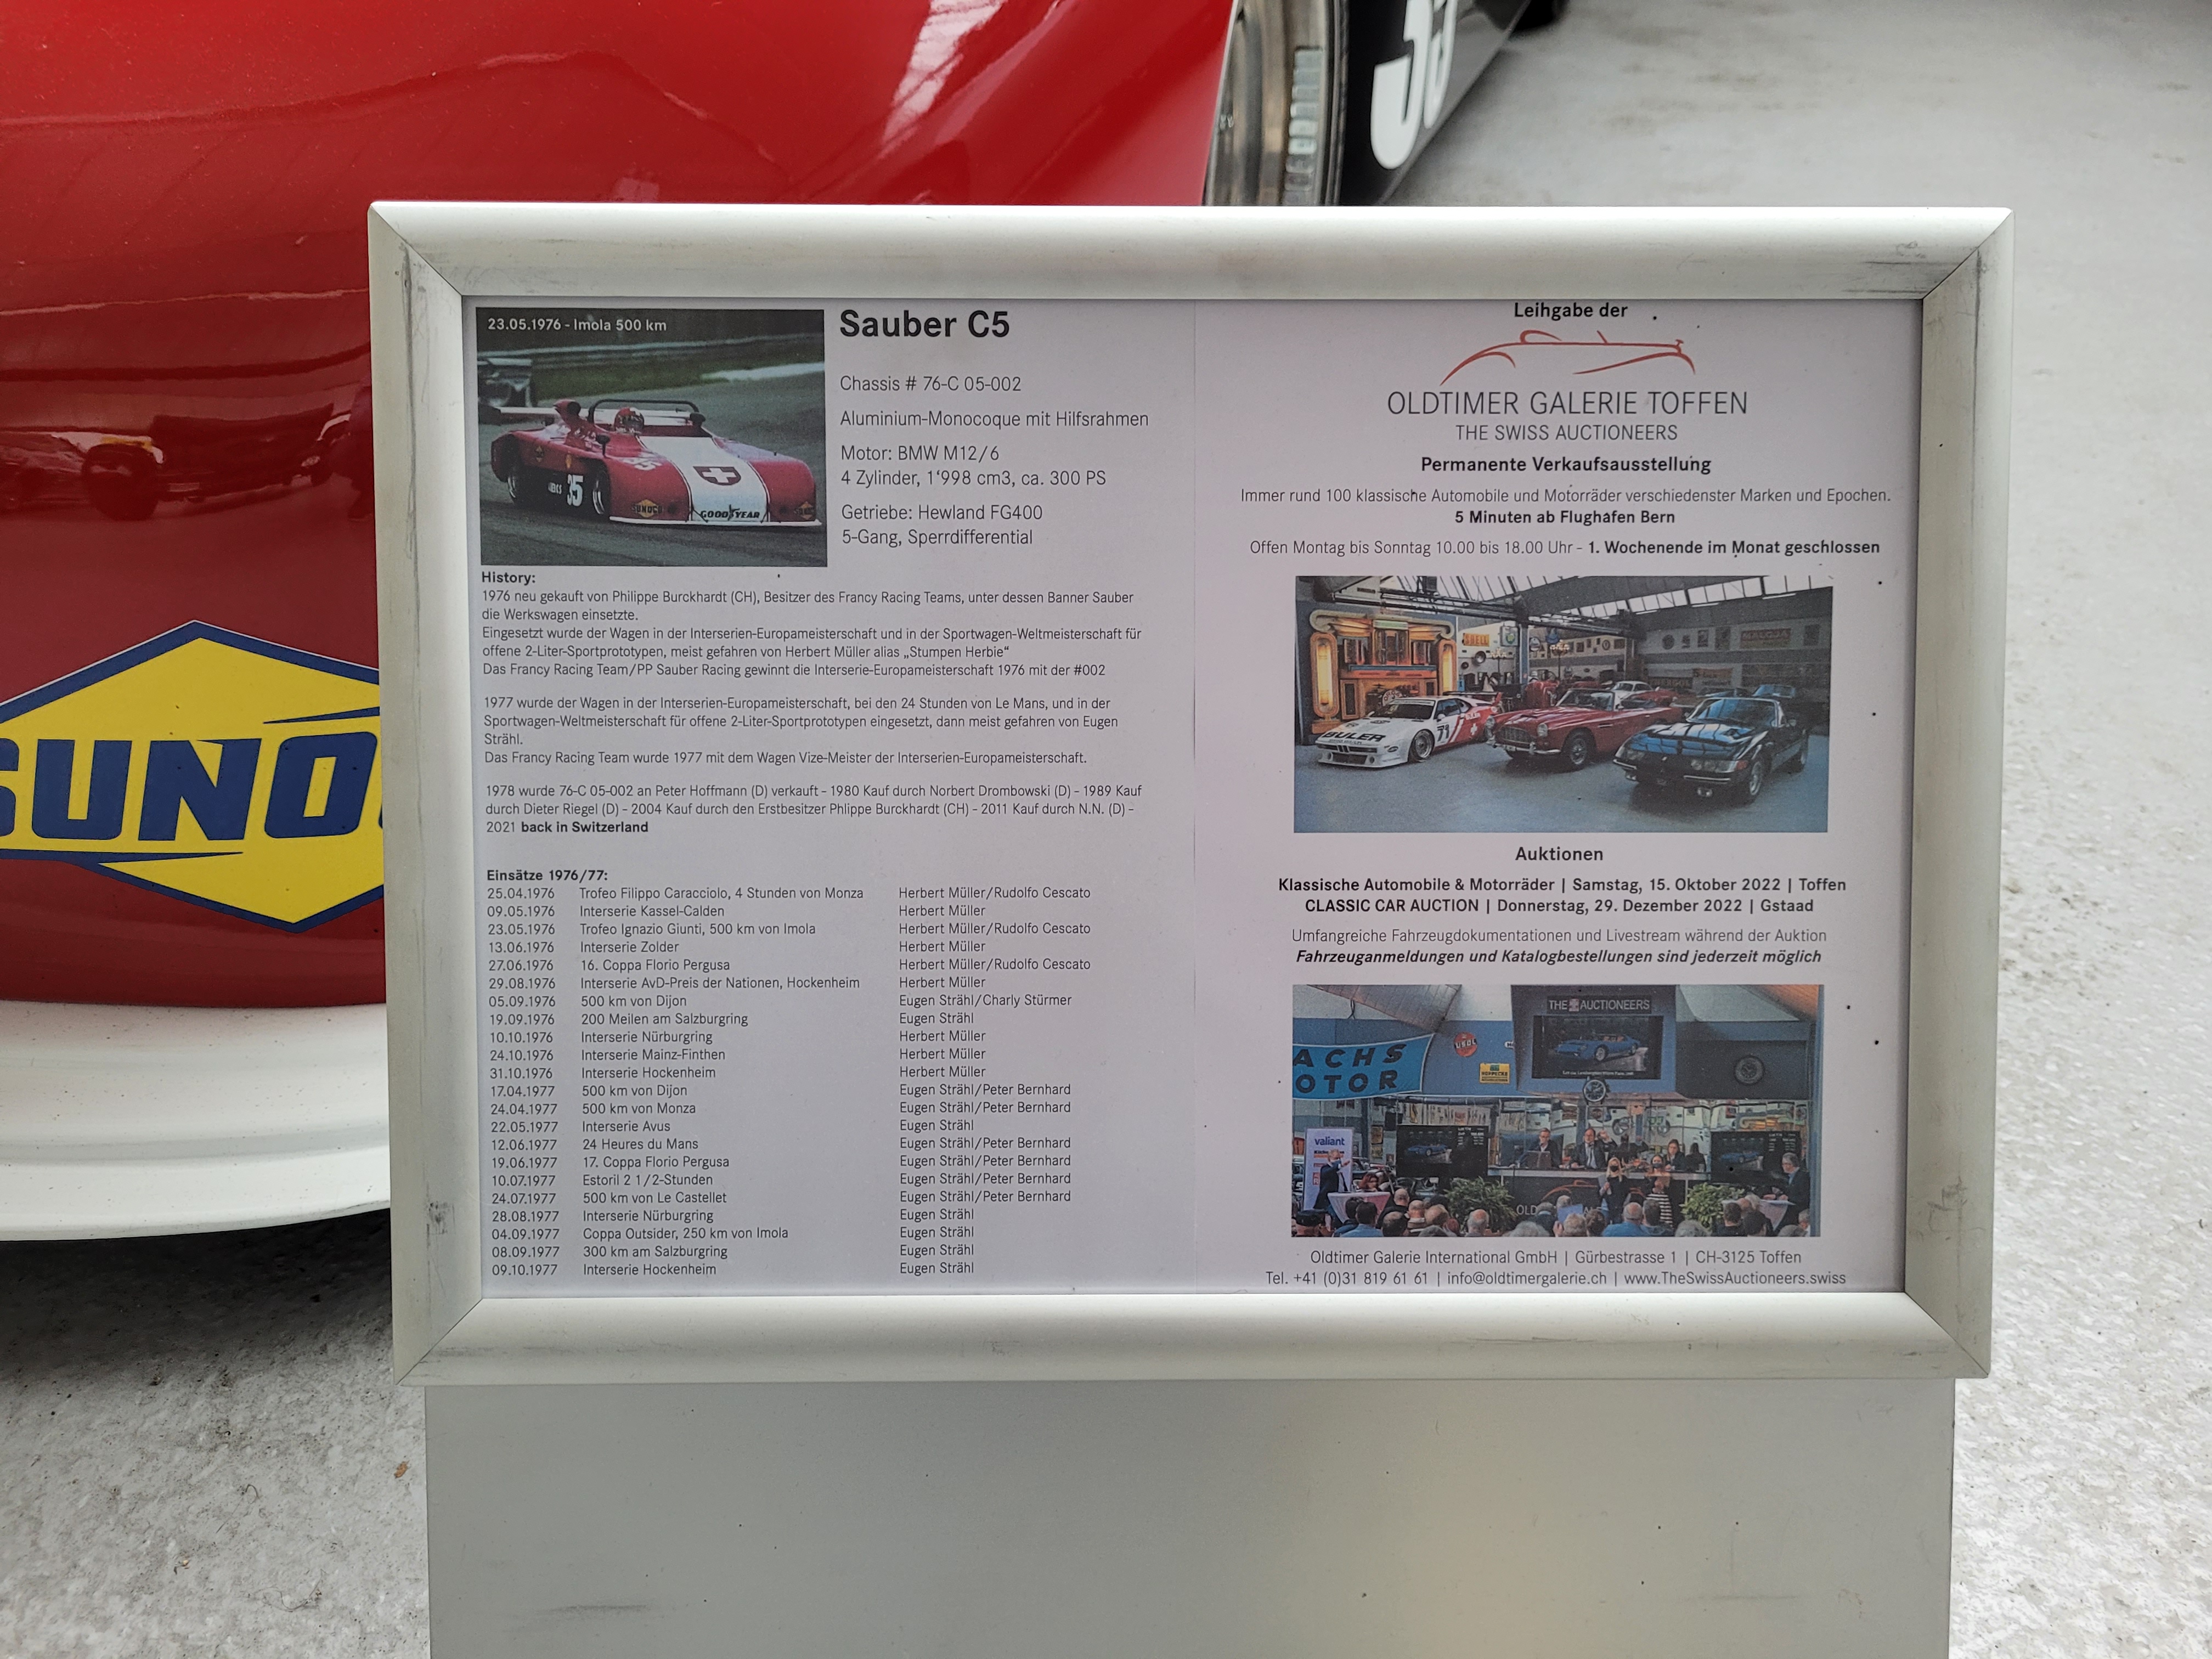 SUNO
35
23.05.1976 - Imola 500 km
35
SUNOCO
GOODYEAR
Sauber C5
Chassis # 76-C 05-002
Aluminium-Monocoque mit Hilfsrahmen
Motor: BMW M12/6
4 Zylinder, 1'998 cm3, ca. 300 PS
Getriebe: Hewland FG400
5-Gang, Sperrdifferential
History:
1976 neu gekauft von Philippe Burckhardt (CH), Besitzer des Francy Racing Teams, unter dessen Banner Sauber
die Werkswagen einsetzte.
Eingesetzt wurde der Wagen in der Interserien-Europameisterschaft und in der Sportwagen-Weltmeisterschaft für
offene 2-Liter-Sportprototypen, meist gefahren von Herbert Müller alias „Stumpen Herbie"
Das Francy Racing Team/PP Sauber Racing gewinnt die Interserie-Europameisterschaft 1976 mit der #002
1977 wurde der Wagen in der Interserien-Europameisterschaft, bei den 24 Stunden von Le Mans, und in der
Sportwagen-Weltmeisterschaft für offene 2-Liter-Sportprototypen eingesetzt, dann meist gefahren von Eugen
Strähl.
Das Francy Racing Team wurde 1977 mit dem Wagen Vize-Meister der Interserien-Europameisterschaft.
1978 wurde 76-C 05-002 an Peter Hoffmann (D) verkauft - 1980 Kauf durch Norbert Drombowski (D) - 1989 Kauf
durch Dieter Riegel (D) - 2004 Kauf durch den Erstbesitzer Phlippe Burckhardt (CH) - 2011 Kauf durch N.N. (D) -
2021 back in Switzerland
Einsätze 1976/77:
25.04.1976 Trofeo Filippo Caracciolo, 4 Stunden von Monza Herbert Müller/Rudolfo Cescato
09.05.1976 Interserie Kassel-Calden Herbert Müller
23.05.1976 Trofeo Ignazio Giunti, 500 km von Imola Herbert Müller/Rudolfo Cescato
13.06.1976 Interserie Zolder Herbert Müller
27.06.1976 16. Coppa Florio Pergusa Herbert Müller/Rudolfo Cescato
29.08.1976 Interserie AvD-Preis der Nationen, Hockenheim Herbert Müller
05.09.1976 500 km von Dijon Eugen Strähl/Charly Stürmer
19.09.1976 200 Meilen am Salzburgring Eugen Strähl
10.10.1976 Interserie Nürburgring Herbert Müller
24.10.1976 Interserie Mainz-Finthen Herbert Müller
31.10.1976 Interserie Hockenheim Herbert Müller
17.04.1977 500 km von Dijon Eugen Strähl/Peter Bernhard
24.04.1977 500 km von Monza Eugen Strähl/Peter Bernhard
22.05.1977 Interserie Avus Eugen Strähl
12.06.1977 24 Heures du Mans Eugen Strähl/Peter Bernhard
19.06.1977 17. Coppa Florio Pergusa Eugen Strähl/Peter Bernhard
10.07.1977 Estoril 2 1/2-Stunden Eugen Strähl/Peter Bernhard
24.07.1977 500 km von Le Castellet Eugen Strähl/Peter Bernhard
28.08.1977 Interserie Nürburgring Eugen Strähl
04.09.1977 Coppa Outsider, 250 km von Imola Eugen Strähl
08.09.1977 300 km am Salzburgring Eugen Strähl
09.10.1977 Interserie Hockenheim Eugen Strähl
Leihgabe der
OLDTIMER GALERIE TOFFEN
THE SWISS AUCTIONEERS
Permanente Verkaufsausstellung
Immer rund 100 klassische Automobile und Motorräder verschiedenster Marken und Epochen.
5 Minuten ab Flughafen Bern
Offen Montag bis Sonntag 10.00 bis 18.00 Uhr - 1. Wochenende im Monat geschlossen
BULER
71
Auktionen
Klassische Automobile & Motorräder | Samstag, 15. Oktober 2022 | Toffen
CLASSIC CAR AUCTION | Donnerstag, 29. Dezember 2022 | Gstaad
Umfangreiche Fahrzeugdokumentationen und Livestream während der Auktion
Fahrzeuganmeldungen und Katalogbestellungen sind jederzeit möglich
THE AUCTIONEERS
ACHS
OTOR
valiant
Oldtimer Galerie International GmbH | Gürbestrasse 1 | CH-3125 Toffen
Tel. +41 (0)31 819 61 61 | info@oldtimergalerie.ch | www.TheSwissAuctioneers.swiss